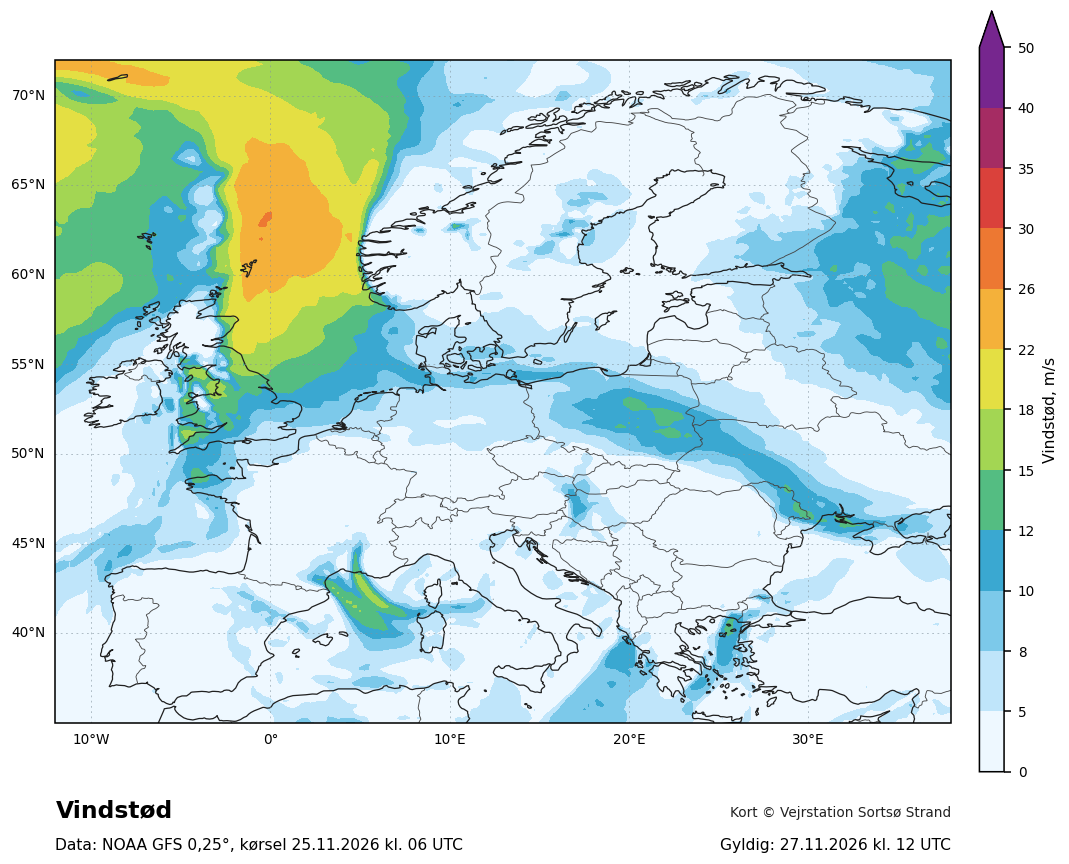 50
40
35
30
26
22
18
15
12
10
8
5
0
Vindstød, m/s
70°N
65°N
60°N
55°N
50°N
45°N
40°N
10°W
0°
10°E
20°E
30°E
Vindstød
Kort © Vejrstation Sortsø Strand
Data: NOAA GFS 0,25°, kørsel 25.11.2026 kl. 06 UTC
Gyldig: 27.11.2026 kl. 12 UTC